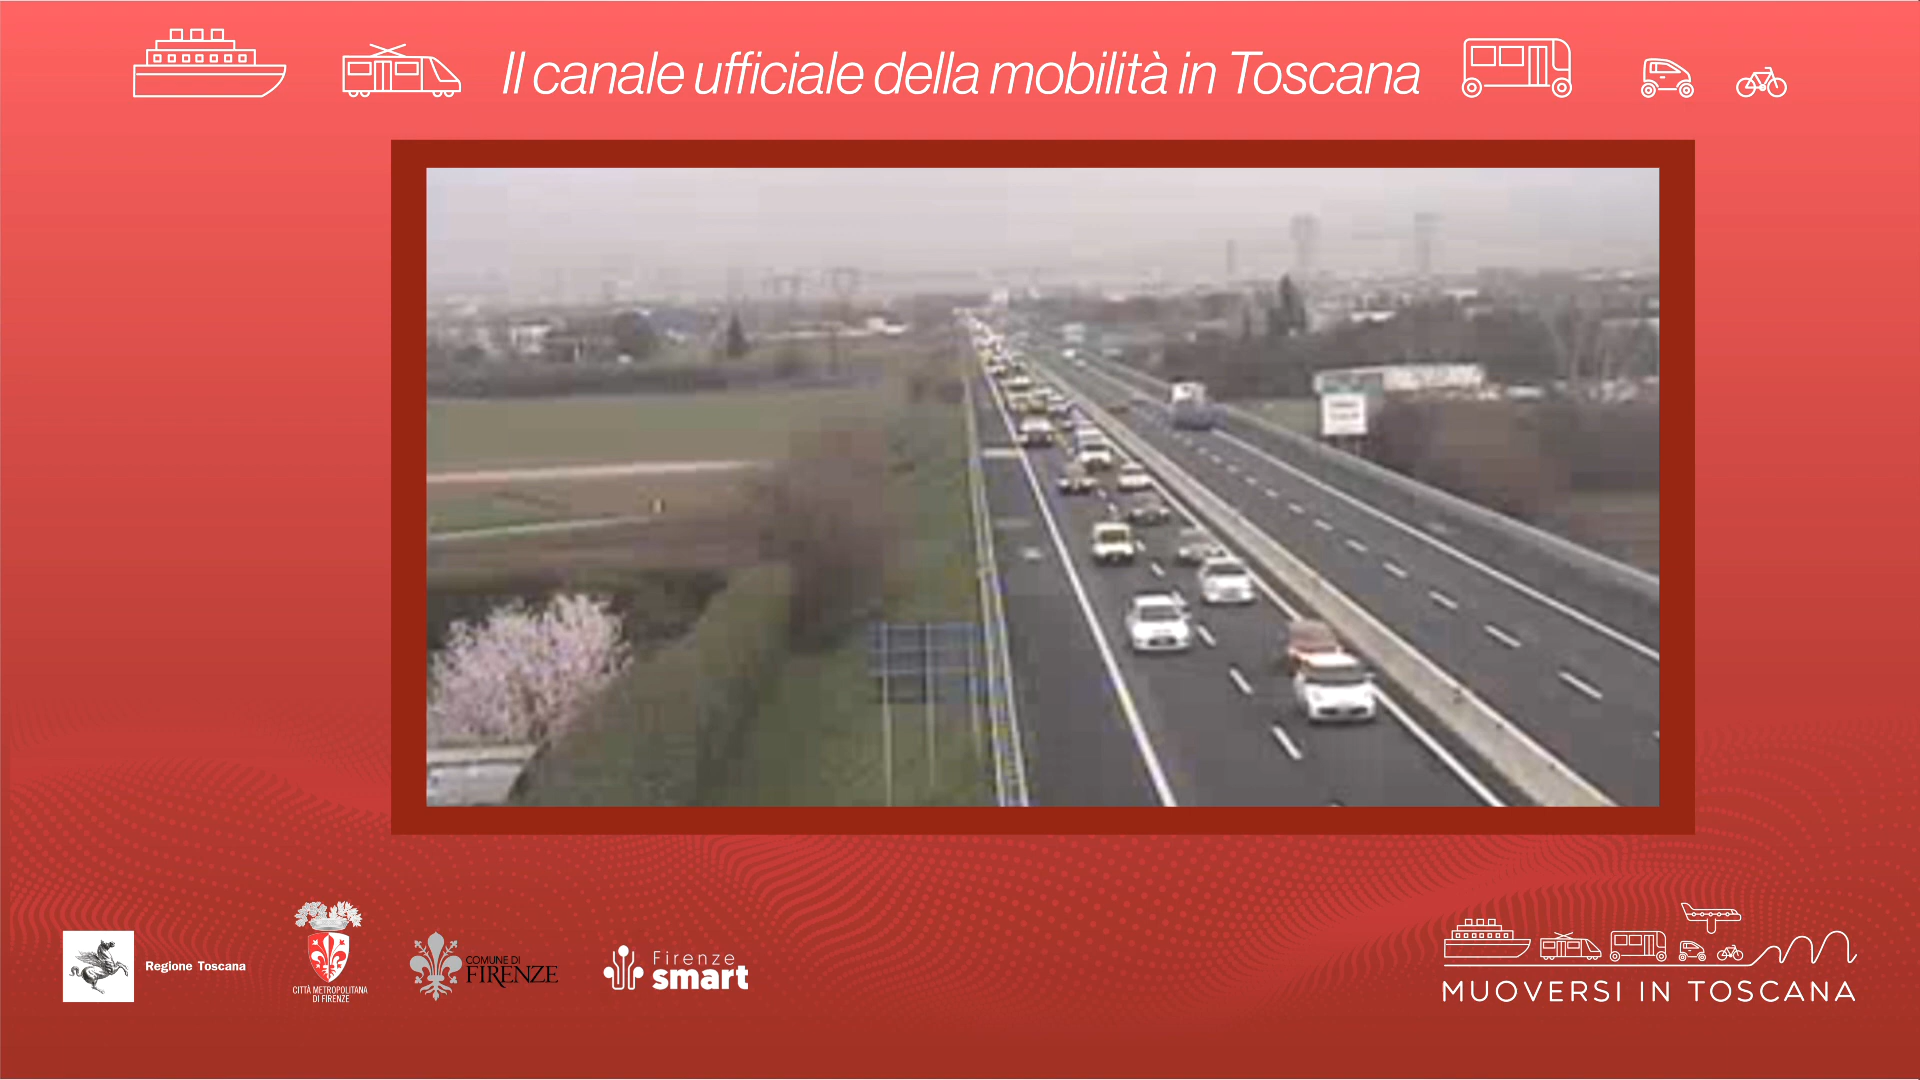 Il canale ufficiale della mobilità in Toscana
Regione Toscana
CITTÀ METROPOLITANA
DI FIRENZE
COMUNE DI
FIRENZE
Firenze
smart
MUOVERSI IN TOSCANA